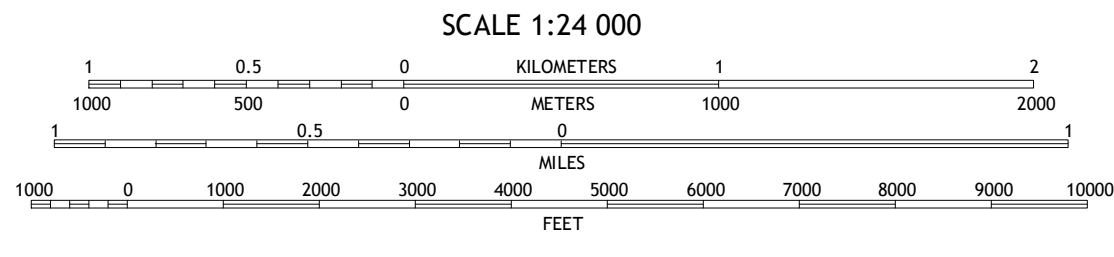 SCALE 1:24 000
1 0.5 0 KILOMETERS 1 2
1000 500 0 METERS 1000 2000
1 0.5 0 1
MILES
1000 0 1000 2000 3000 4000 5000 6000 7000 8000 9000 10000
FEET